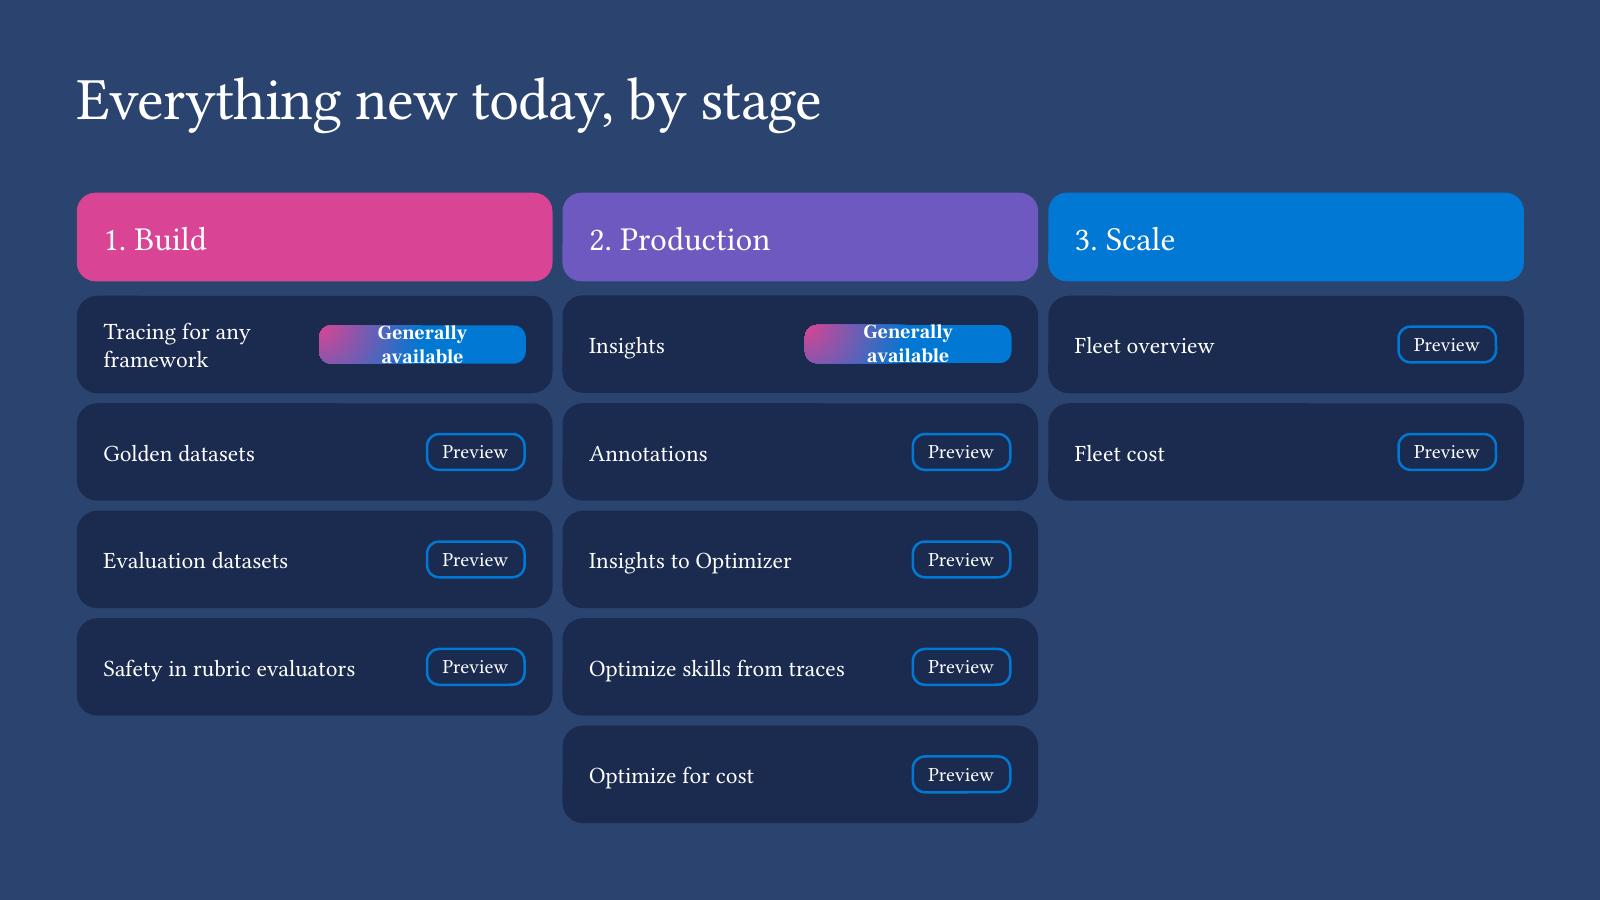 Everything new today, by stage
1. Build
Tracing for any
framework
Generally
available
Golden datasets
Preview
Evaluation datasets
Preview
Safety in rubric evaluators
Preview
2. Production
Insights
Generally
available
Annotations
Preview
Insights to Optimizer
Preview
Optimize skills from traces
Preview
Optimize for cost
Preview
3. Scale
Fleet overview
Preview
Fleet cost
Preview